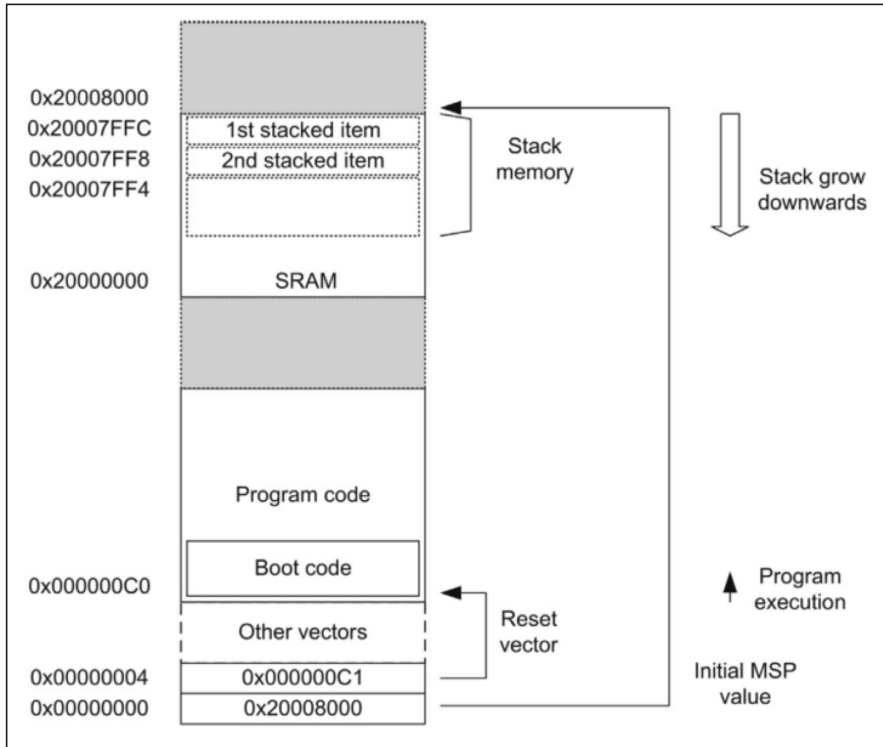 0x20008000
0x20007FFC
1st stacked item
0x20007FF8
2nd stacked item
0x20007FF4
Stack
memory
Stack grow
downwards
0x20000000
SRAM
Program code
Boot code
0x000000C0
Program
execution
Other vectors
Reset
vector
0x00000004
0x000000C1
Initial MSP
value
0x00000000
0x20008000